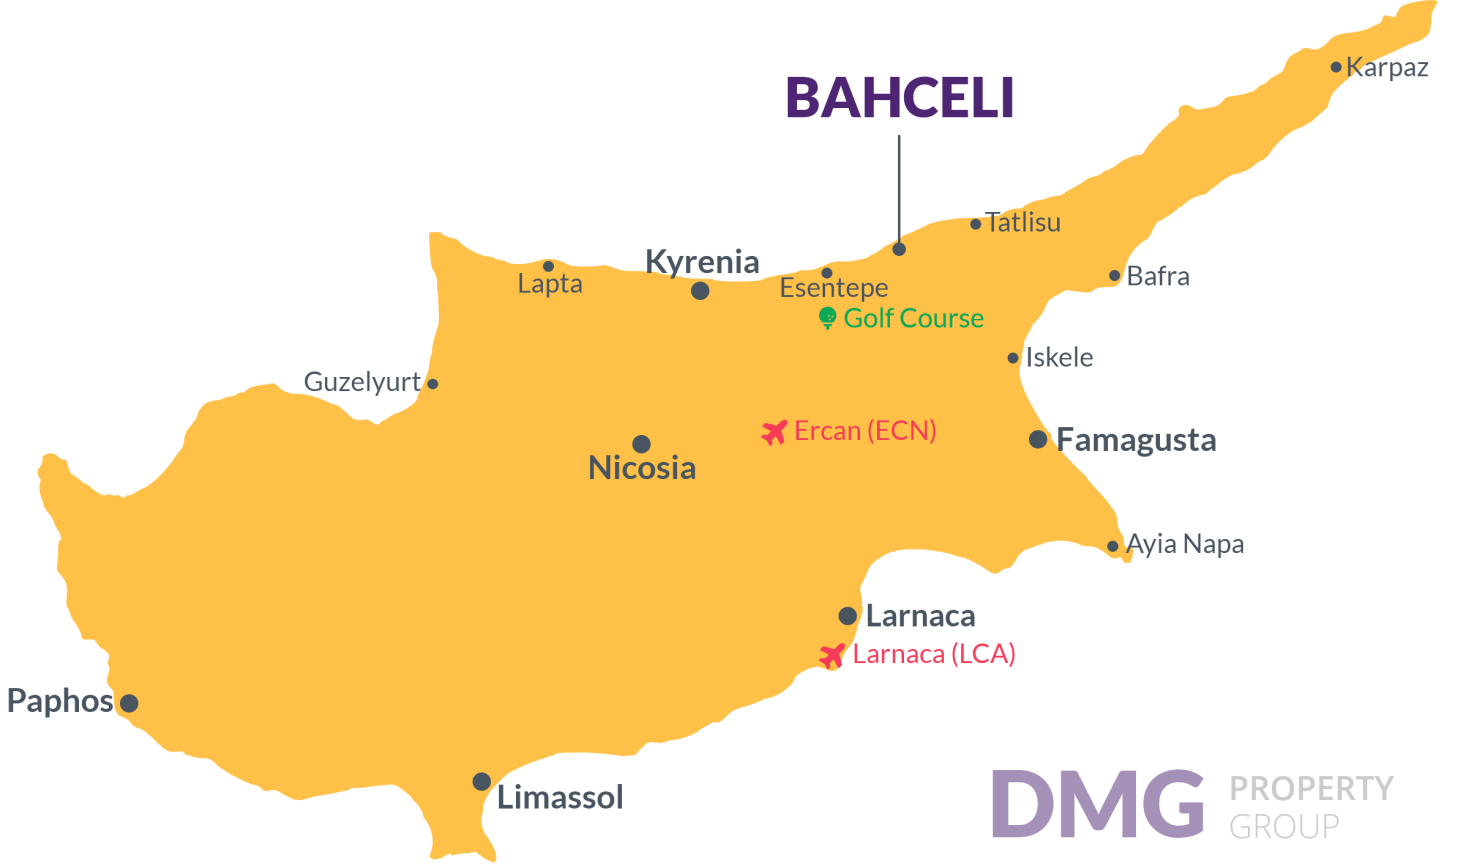 Karpaz
BAHCELI
Tatlisu
Kyrenia
Lapta
Esentepe
Bafra
Golf Course
Iskele
Guzelyurt
Ercan (ECN)
Famagusta
Nicosia
Ayia Napa
Larnaca
Larnaca (LCA)
Paphos
Limassol
DMG PROPERTY
GROUP